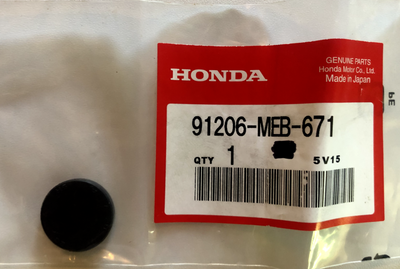 HONDA
GENUINE PARTS
Honda Motor Co., Ltd.
Made in Japan
91206-MEB-671
QTY 1 5V15